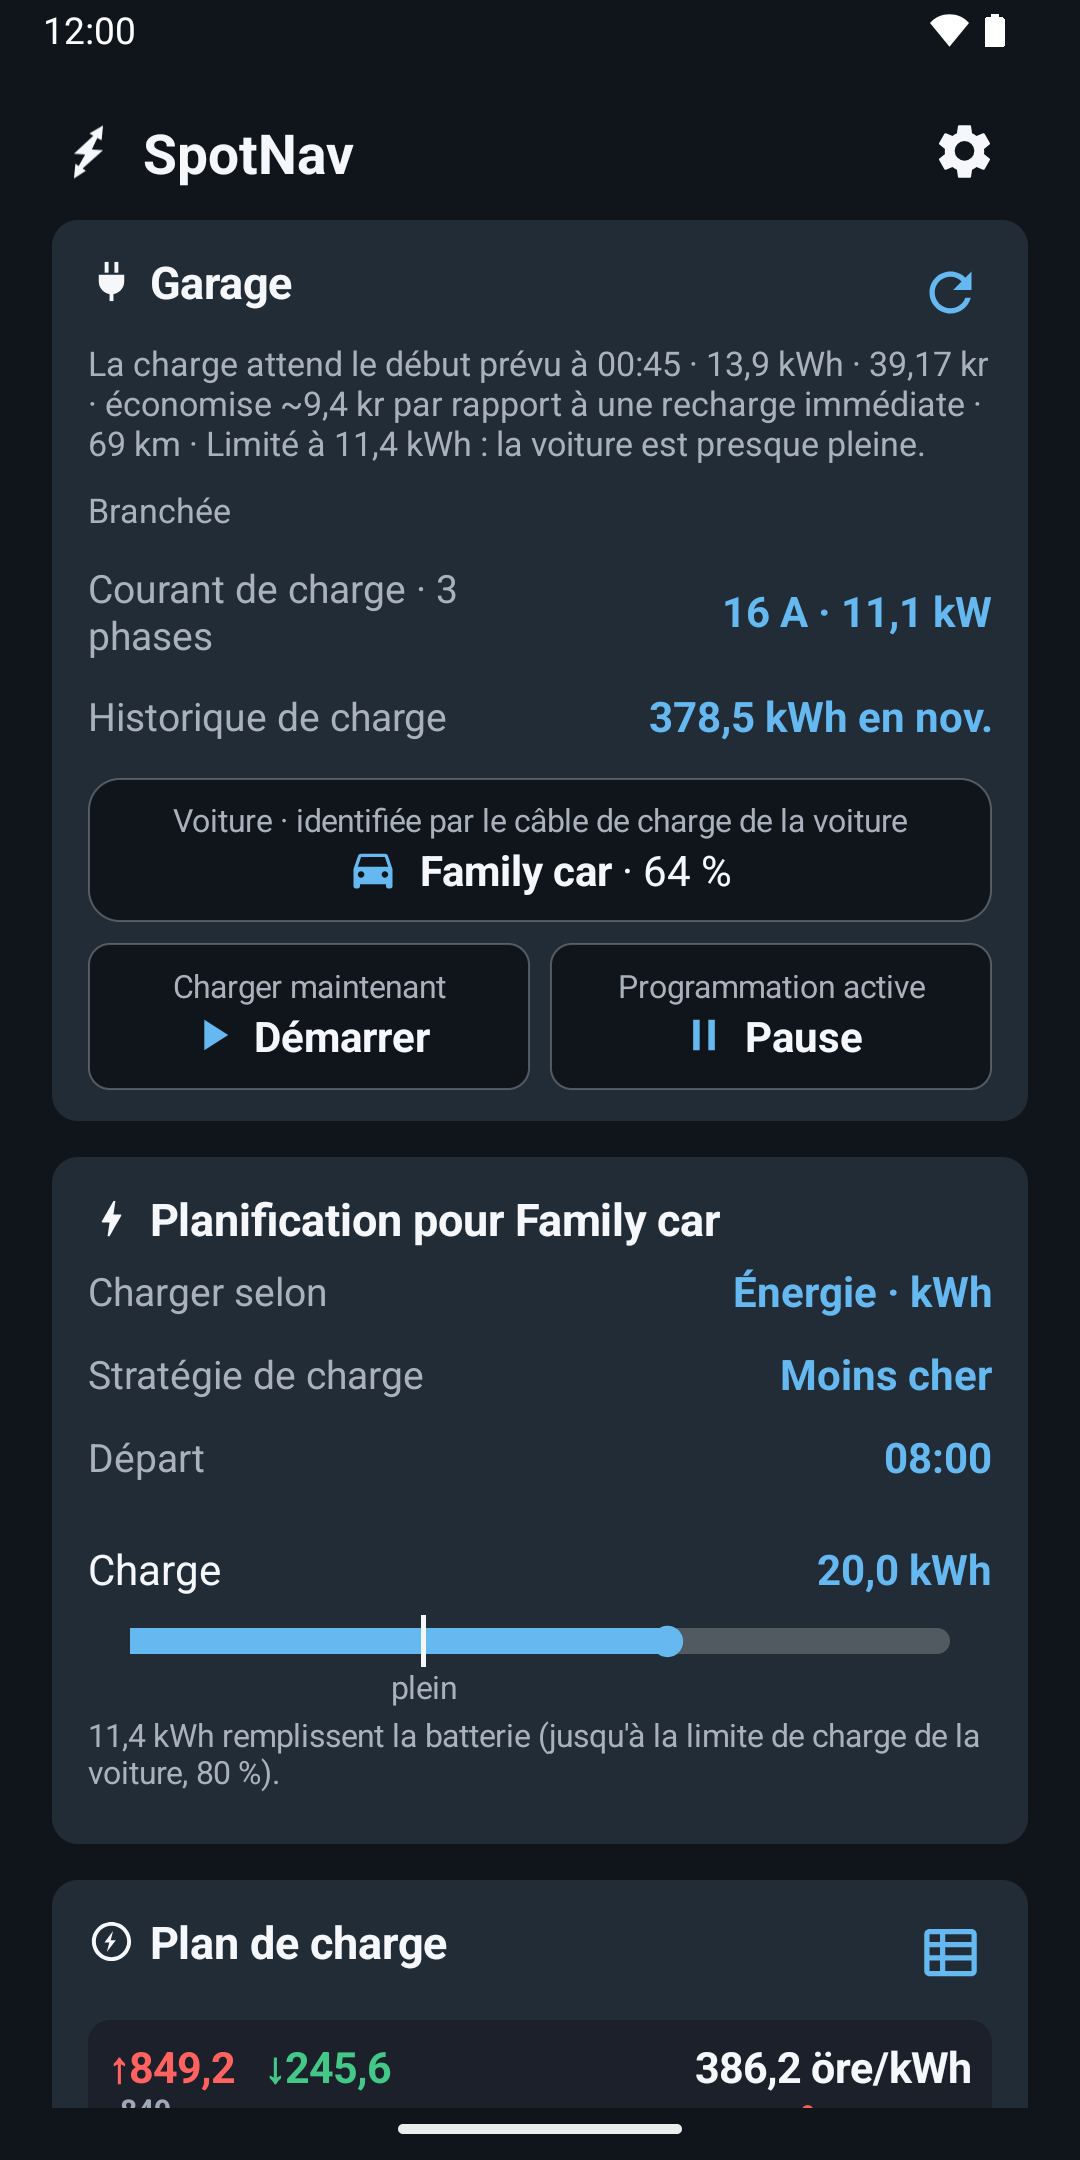 12:00
SpotNav
Garage
La charge attend le début prévu à 00:45 · 13,9 kWh · 39,17 kr
· économise ~9,4 kr par rapport à une recharge immédiate ·
69 km · Limité à 11,4 kWh : la voiture est presque pleine.
Branchée
Courant de charge · 3
phases
16 A · 11,1 kW
Historique de charge
378,5 kWh en nov.
Voiture · identifiée par le câble de charge de la voiture
Family car · 64 %
Charger maintenant
Démarrer
Programmation active
Pause
Planification pour Family car
Charger selon
Énergie · kWh
Stratégie de charge
Moins cher
Départ
08:00
Charge
20,0 kWh
plein
11,4 kWh remplissent la batterie (jusqu'à la limite de charge de la
voiture, 80 %).
Plan de charge
↑849,2 ↓245,6
386,2 öre/kWh